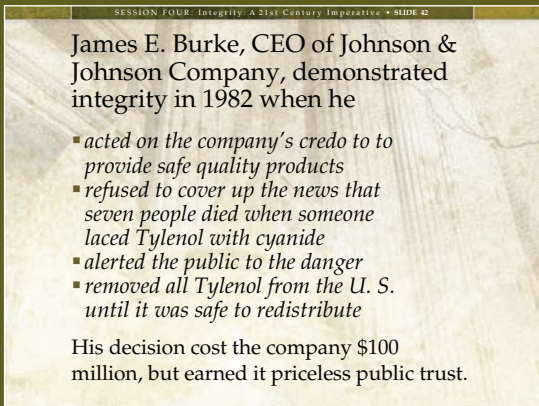 SESSION FOUR: Integrity: A 21st Century Imperative • SLIDE 42
James E. Burke, CEO of Johnson &
Johnson Company, demonstrated
integrity in 1982 when he
▪ acted on the company's credo to to
provide safe quality products
▪ refused to cover up the news that
seven people died when someone
laced Tylenol with cyanide
▪ alerted the public to the danger
▪ removed all Tylenol from the U. S.
until it was safe to redistribute
His decision cost the company $100
million, but earned it priceless public trust.